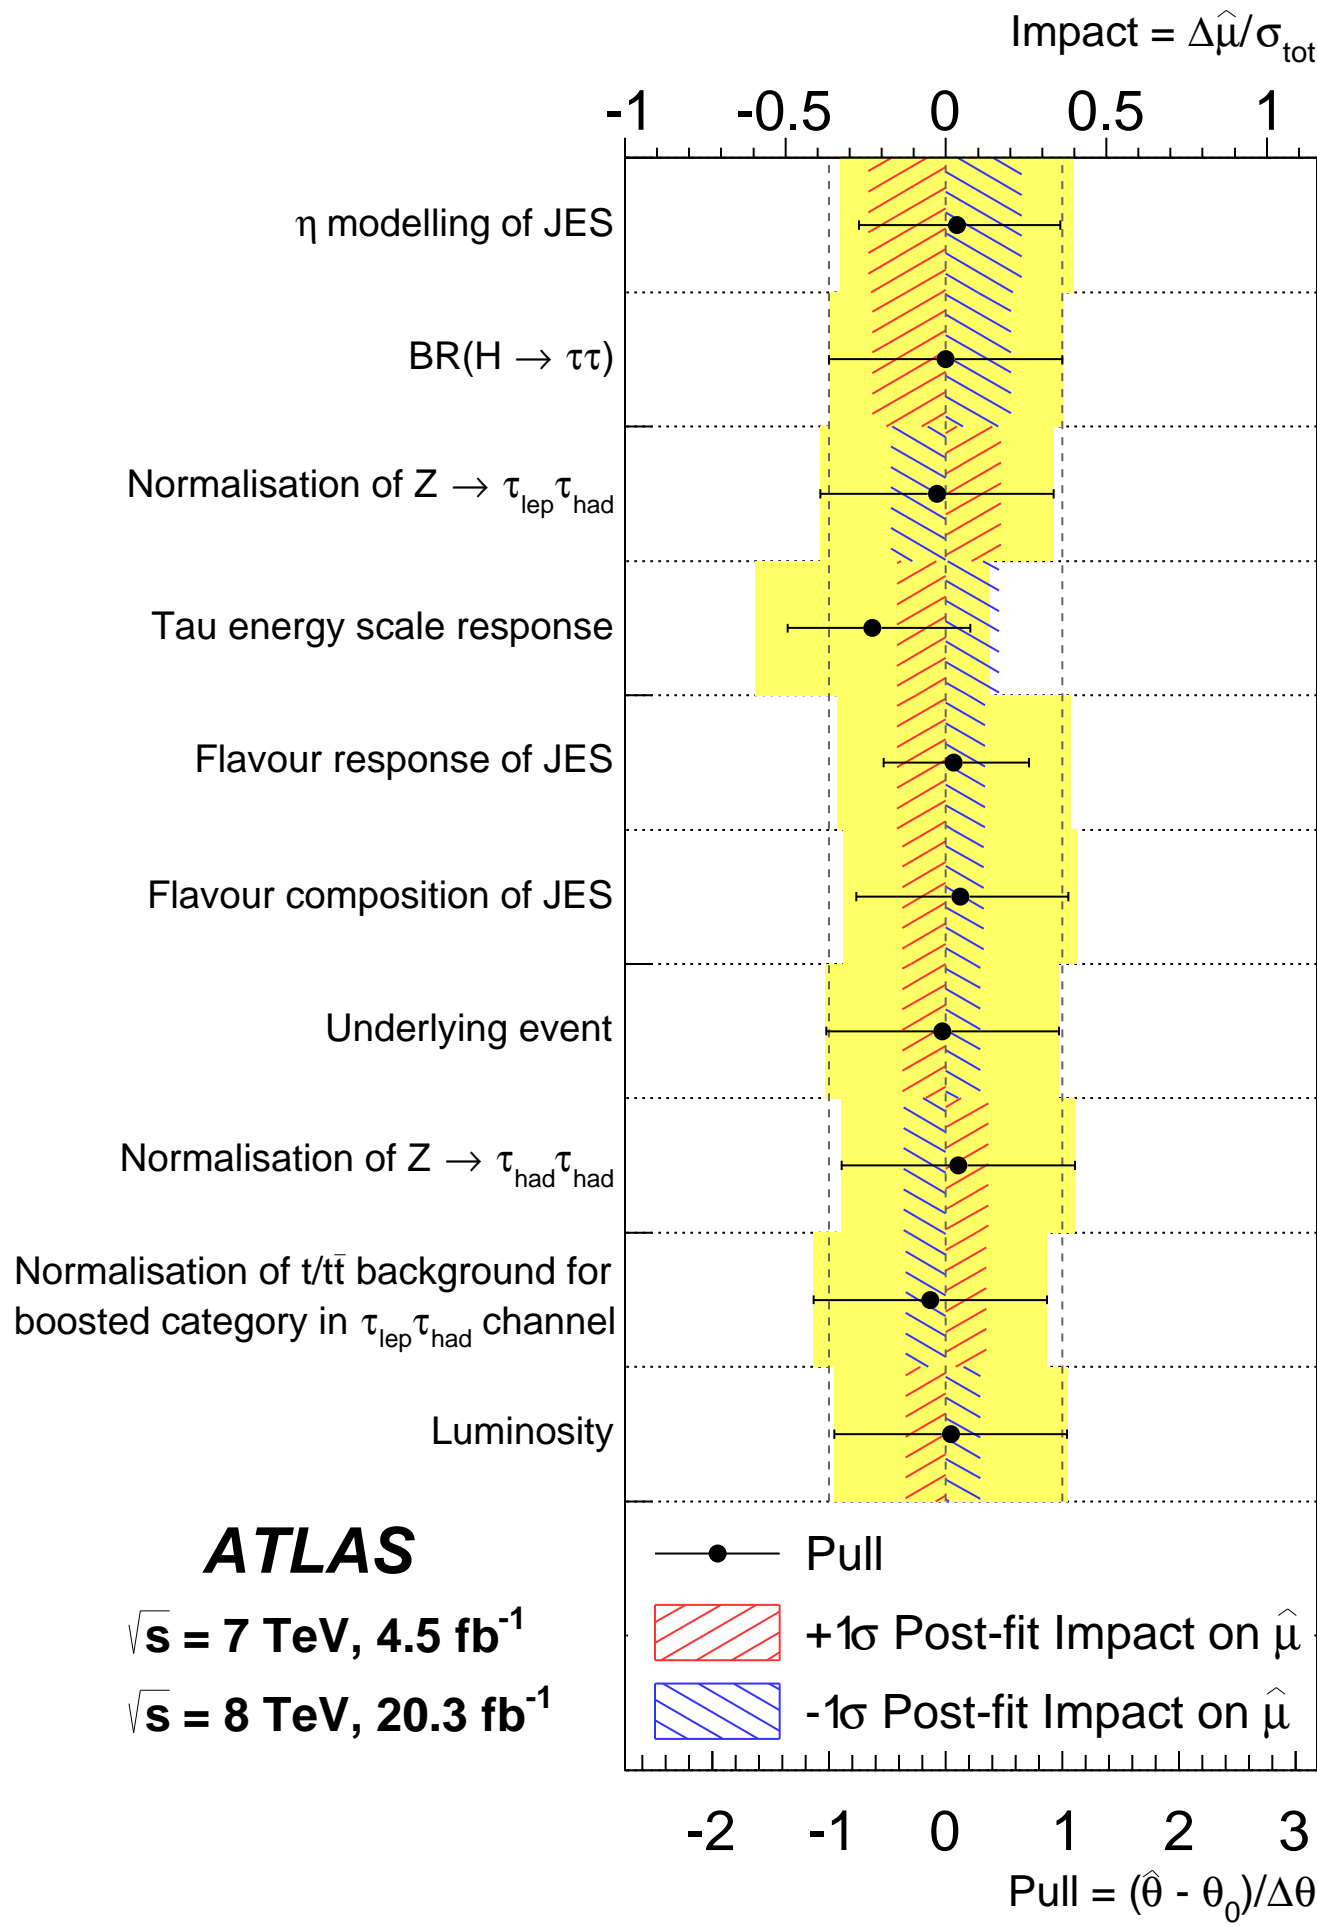 Impact = Δμ̂/σ_tot
-1 -0.5 0 0.5 1
η modelling of JES
BR(H → ττ)
Normalisation of Z → τ_lep τ_had
Tau energy scale response
Flavour response of JES
Flavour composition of JES
Underlying event
Normalisation of Z → τ_had τ_had
Normalisation of t/tt̄ background for
boosted category in τ_lep τ_had channel
Luminosity
ATLAS
√s = 7 TeV, 4.5 fb⁻¹
√s = 8 TeV, 20.3 fb⁻¹
Pull
+1σ Post-fit Impact on μ̂
-1σ Post-fit Impact on μ̂
-2 -1 0 1 2 3
Pull = (θ̂ - θ₀)/Δθ